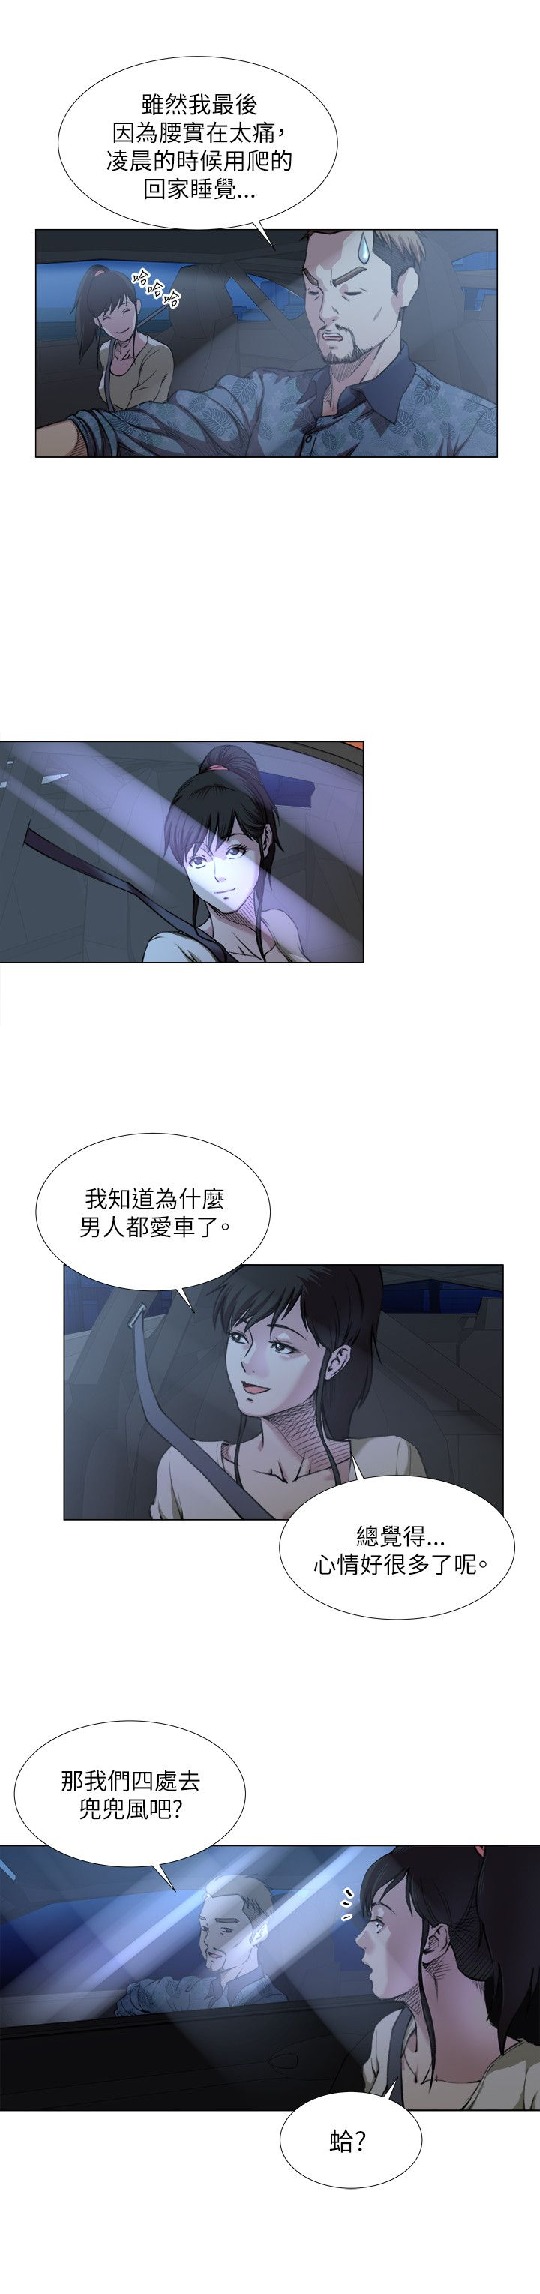 雖然我最後
因為腰實在太痛，
凌晨的時候用爬的
回家睡覺...
哈哈哈
我知道為什麼
男人都愛車了。
總覺得...
心情好很多了呢。
那我們四處去
兜兜風吧?
蛤?